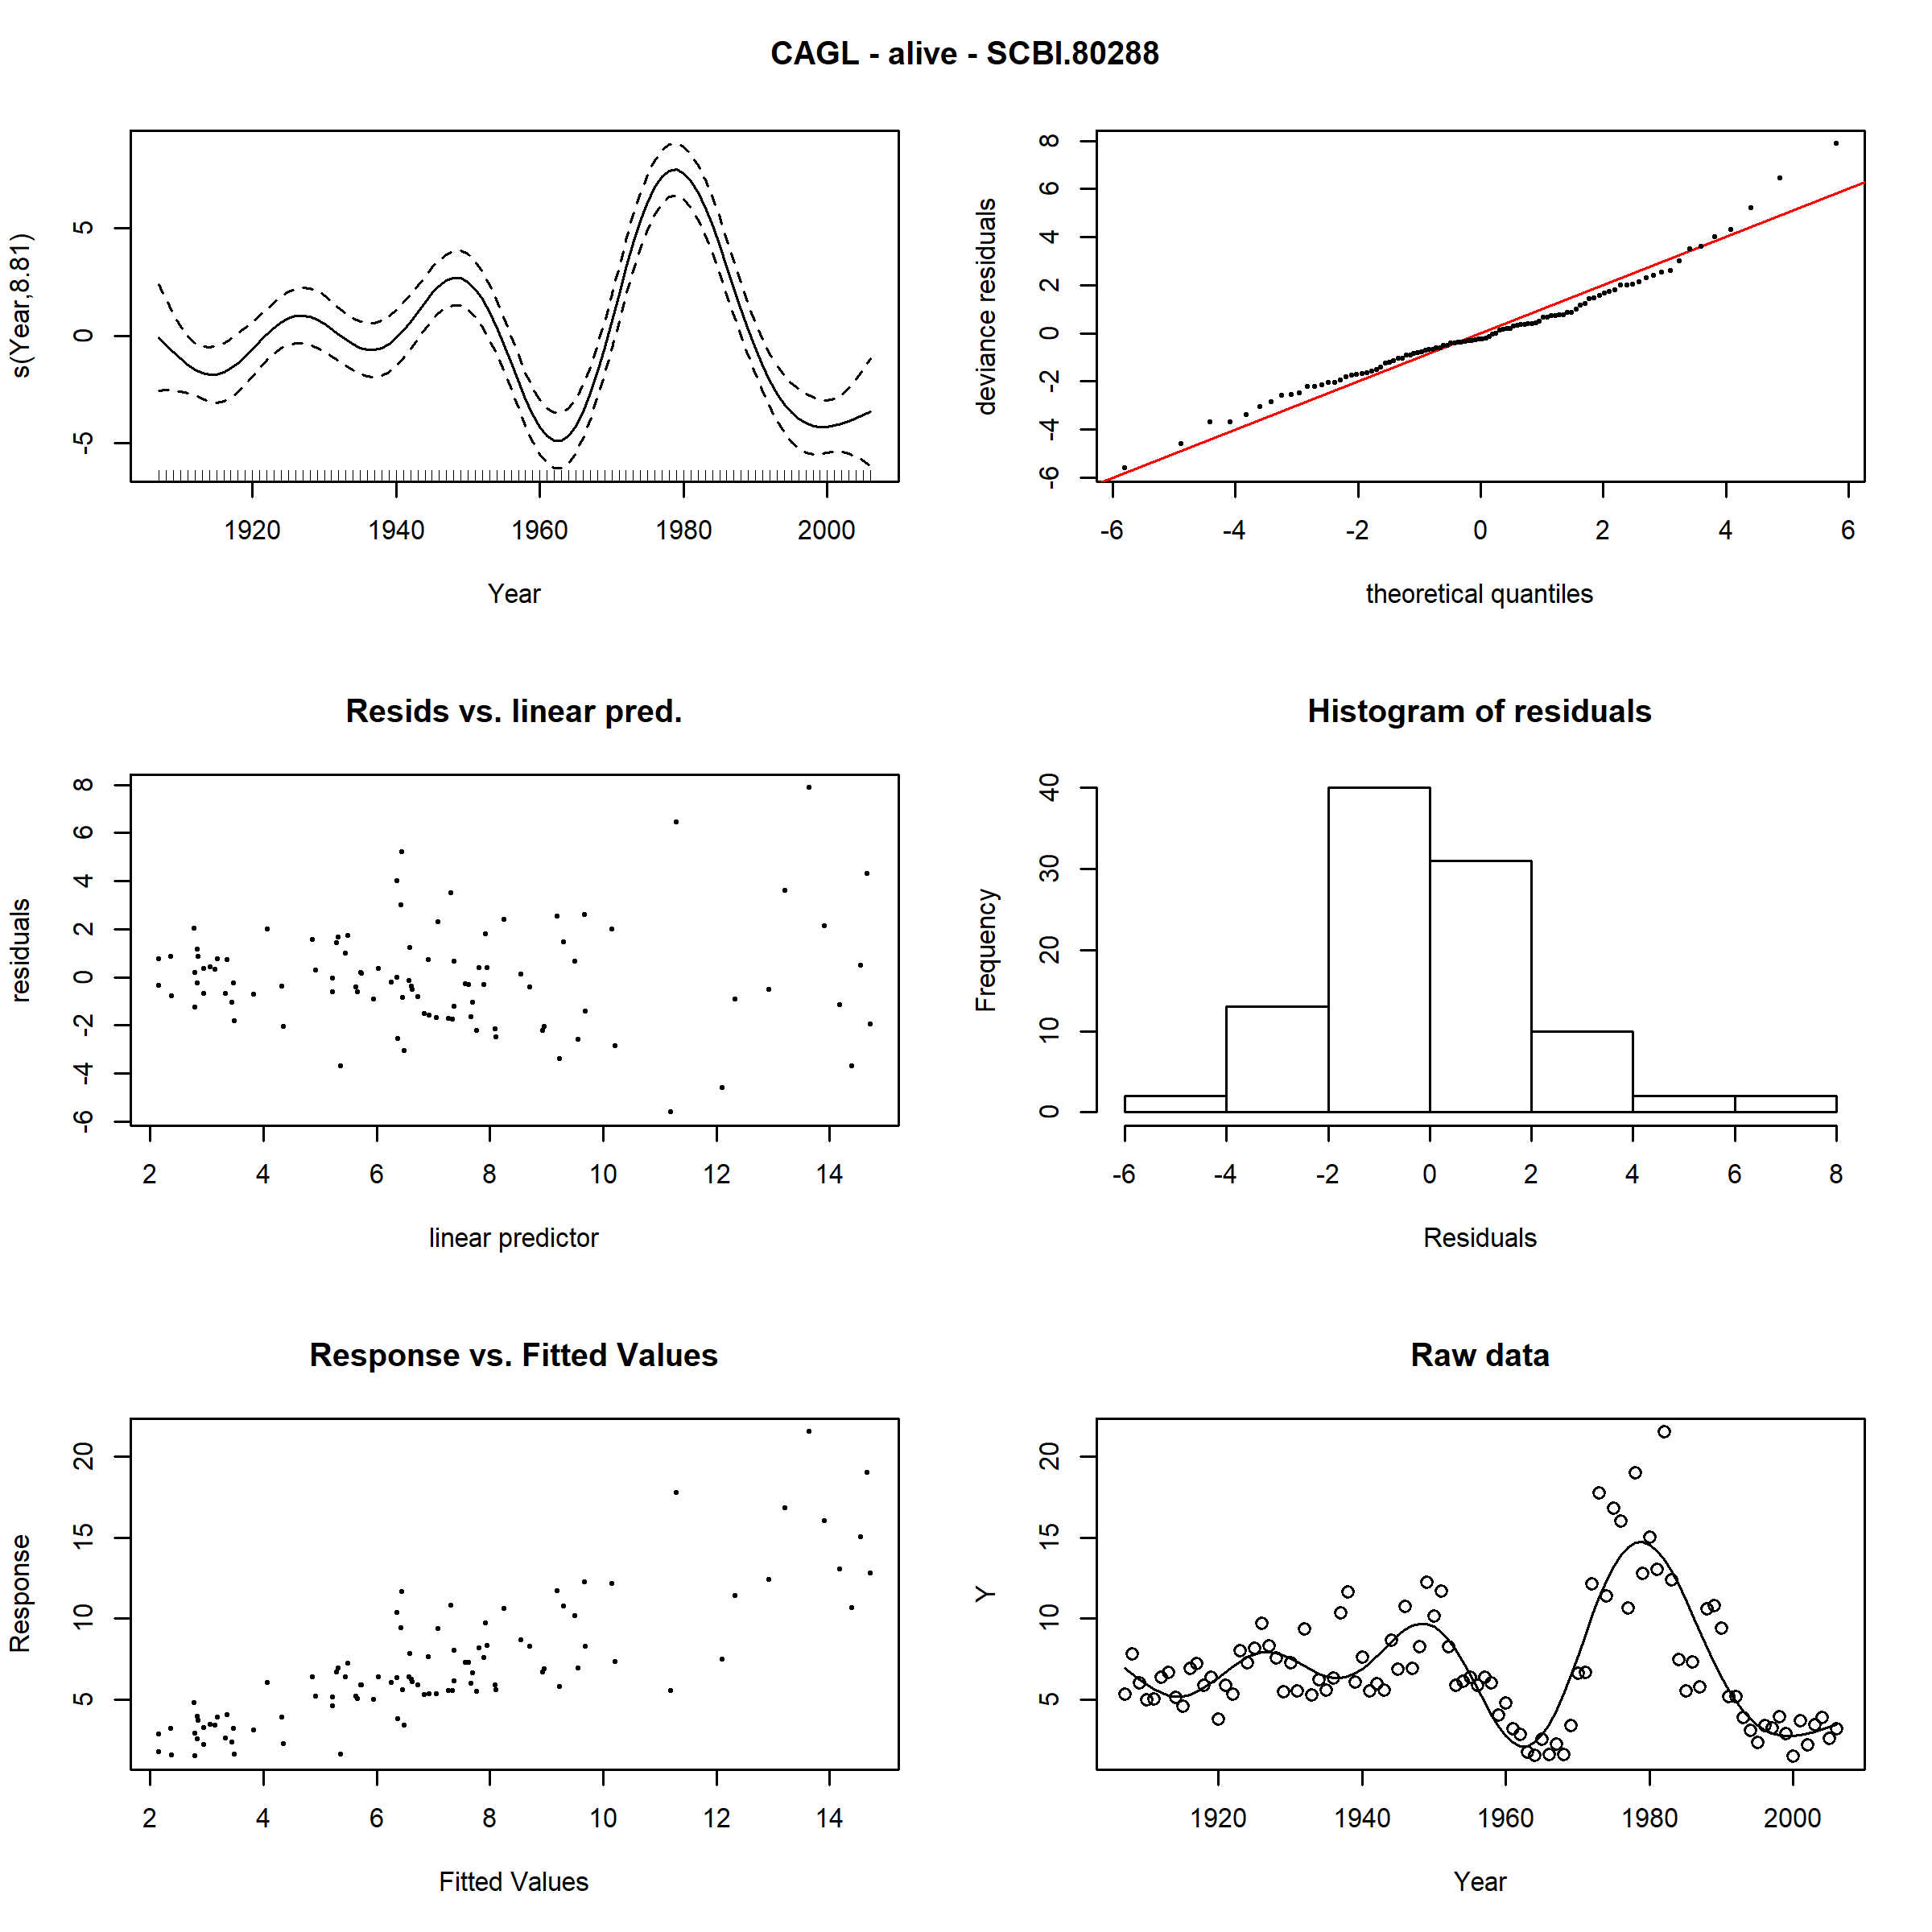 CAGL - alive - SCBI.80288
s(Year,8.81)
5
0
-5
1920 1940 1960 1980 2000
Year
deviance residuals
8
6
4
2
0
-2
-4
-6
-6 -4 -2 0 2 4 6
theoretical quantiles
Resids vs. linear pred.
residuals
8
6
4
2
0
-2
-4
-6
2 4 6 8 10 12 14
linear predictor
Histogram of residuals
Frequency
40
30
20
10
0
-6 -4 -2 0 2 4 6 8
Residuals
Response vs. Fitted Values
Response
20
15
10
5
2 4 6 8 10 12 14
Fitted Values
Raw data
Y
20
15
10
5
1920 1940 1960 1980 2000
Year